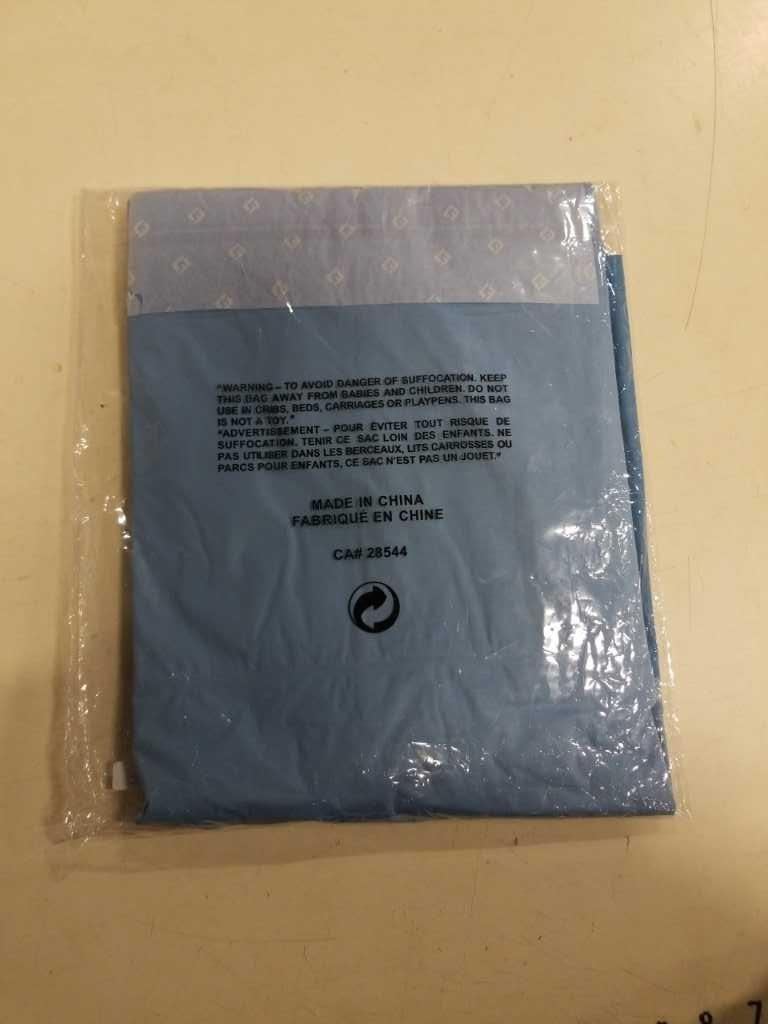 "WARNING – TO AVOID DANGER OF SUFFOCATION. KEEP
THIS BAG AWAY FROM BABIES AND CHILDREN. DO NOT
USE IN CRIBS, BEDS, CARRIAGES OR PLAYPENS. THIS BAG
IS NOT A TOY."
"ADVERTISSEMENT – POUR ÉVITER TOUT RISQUE DE
SUFFOCATION, TENIR CE SAC LOIN DES ENFANTS. NE
PAS UTILISER DANS LES BERCEAUX, LITS CARROSSES OU
PARCS POUR ENFANTS, CE SAC N'EST PAS UN JOUET."
MADE IN CHINA
FABRIQUÉ EN CHINE
CA# 28544
8 7